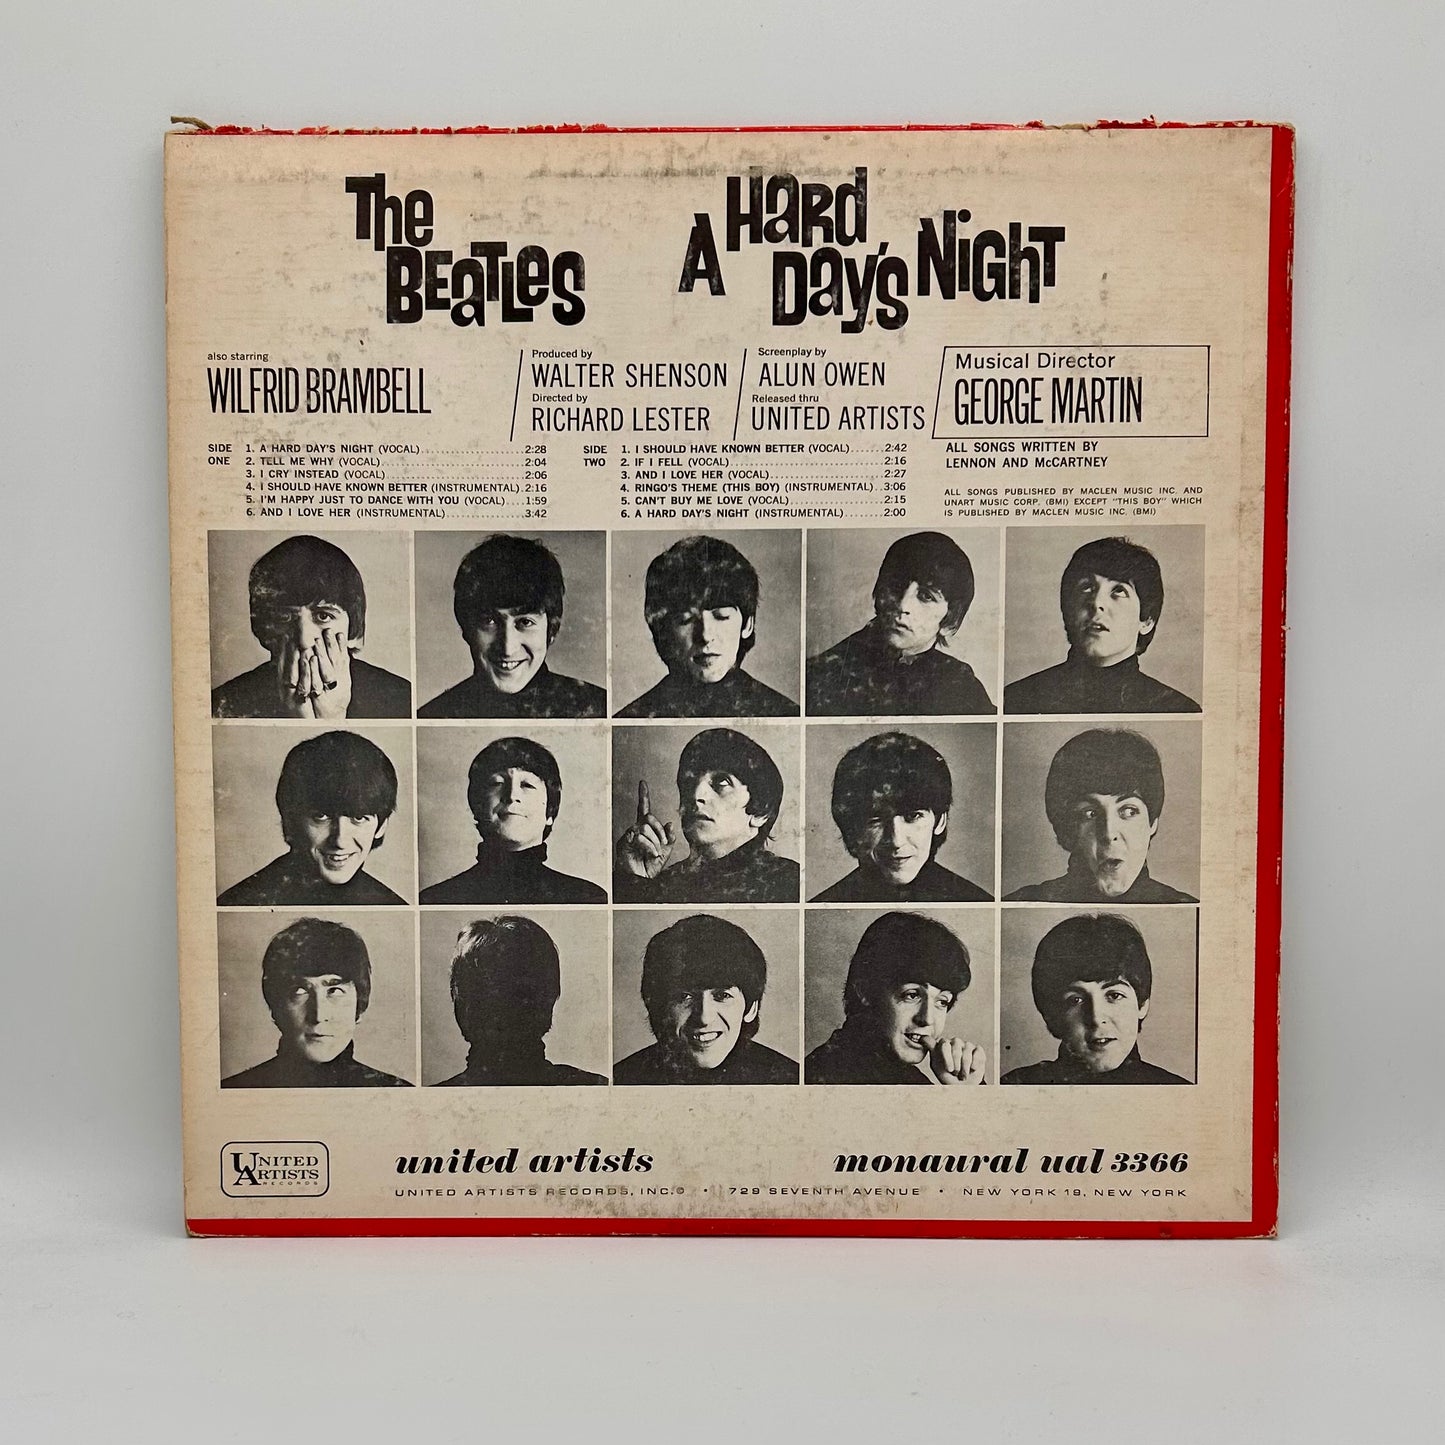 The BEATLES
A HARD DAY'S NIGHT
also starring
WILFRID BRAMBELL
Produced by
WALTER SHENSON
Directed by
RICHARD LESTER
Screenplay by
ALUN OWEN
Released thru
UNITED ARTISTS
Musical Director
GEORGE MARTIN
SIDE ONE
1. A HARD DAY'S NIGHT (VOCAL)..................2:28
2. TELL ME WHY (VOCAL)..........................2:04
3. I CRY INSTEAD (VOCAL)........................2:06
4. I SHOULD HAVE KNOWN BETTER (INSTRUMENTAL).2:16
5. I'M HAPPY JUST TO DANCE WITH YOU (VOCAL)....1:59
6. AND I LOVE HER (INSTRUMENTAL)................3:42
SIDE TWO
1. I SHOULD HAVE KNOWN BETTER (VOCAL).......2:42
2. IF I FELL (VOCAL)............................2:16
3. AND I LOVE HER (VOCAL).....................2:27
4. RINGO'S THEME (THIS BOY) (INSTRUMENTAL)..3:06
5. CAN'T BUY ME LOVE (VOCAL)..................2:15
6. A HARD DAY'S NIGHT (INSTRUMENTAL)........2:00
ALL SONGS WRITTEN BY
LENNON AND McCARTNEY
ALL SONGS PUBLISHED BY MACLEN MUSIC INC. AND
UNART MUSIC CORP. (BMI) EXCEPT "THIS BOY" WHICH
IS PUBLISHED BY MACLEN MUSIC INC. (BMI)
UNITED
ARTISTS
RECORDS
united artists
monaural ual 3366
UNITED ARTISTS RECORDS, INC.© • 729 SEVENTH AVENUE • NEW YORK 19, NEW YORK